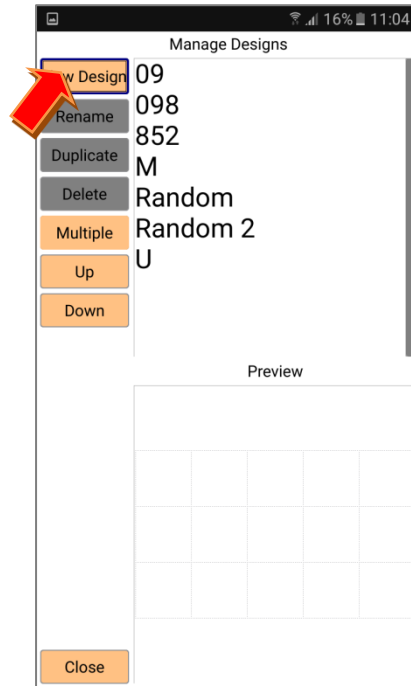 16% 11:04
Manage Designs
w Design
Rename
Duplicate
Delete
Multiple
Up
Down
09
098
852
M
Random
Random 2
U
Preview
Close